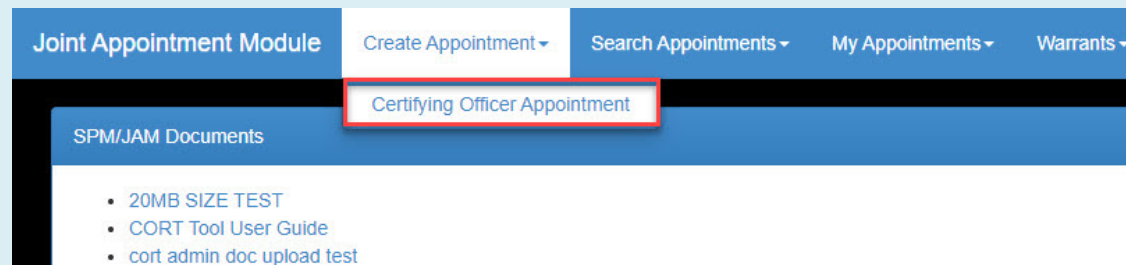 Joint Appointment Module Create Appointment Search Appointments My Appointments Warrants
Certifying Officer Appointment
SPM/JAM Documents
• 20MB SIZE TEST
• CORT Tool User Guide
• cort admin doc upload test